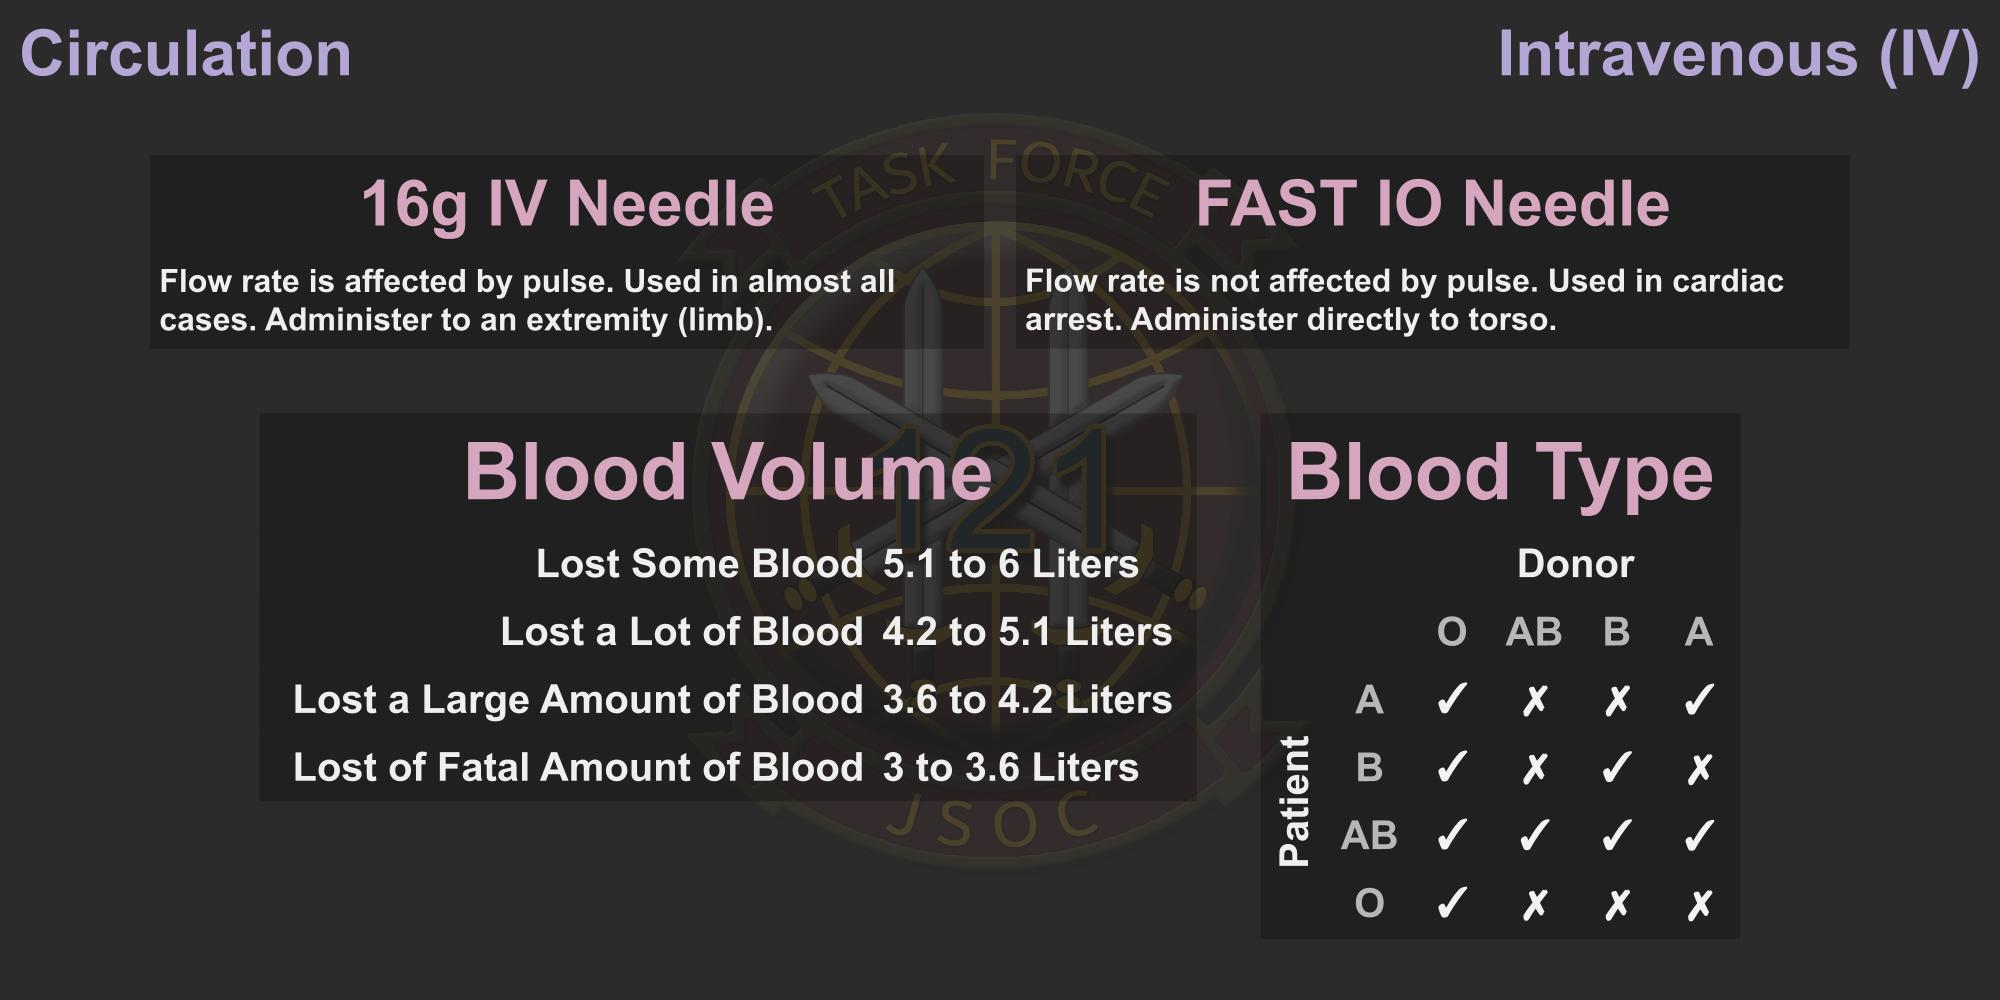 Circulation
Intravenous (IV)
TASK FORCE
16g IV Needle
Flow rate is affected by pulse. Used in almost all
cases. Administer to an extremity (limb).
FAST IO Needle
Flow rate is not affected by pulse. Used in cardiac
arrest. Administer directly to torso.
121
Blood Volume
Lost Some Blood 5.1 to 6 Liters
Lost a Lot of Blood 4.2 to 5.1 Liters
Lost a Large Amount of Blood 3.6 to 4.2 Liters
Lost of Fatal Amount of Blood 3 to 3.6 Liters
JSOC
Blood Type
Donor
O AB B A
Patient
A ✓ ✗ ✗ ✓
B ✓ ✗ ✓ ✗
AB ✓ ✓ ✓ ✓
O ✓ ✗ ✗ ✗